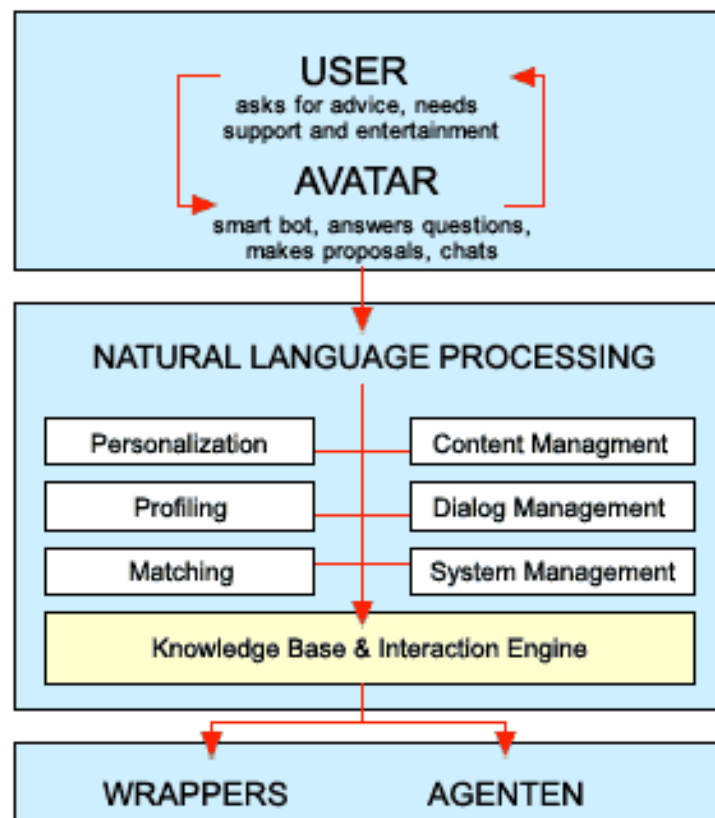 USER
asks for advice, needs
support and entertainment
AVATAR
smart bot, answers questions,
makes proposals, chats
NATURAL LANGUAGE PROCESSING
Personalization
Content Managment
Profiling
Dialog Management
Matching
System Management
Knowledge Base & Interaction Engine
WRAPPERS
AGENTEN